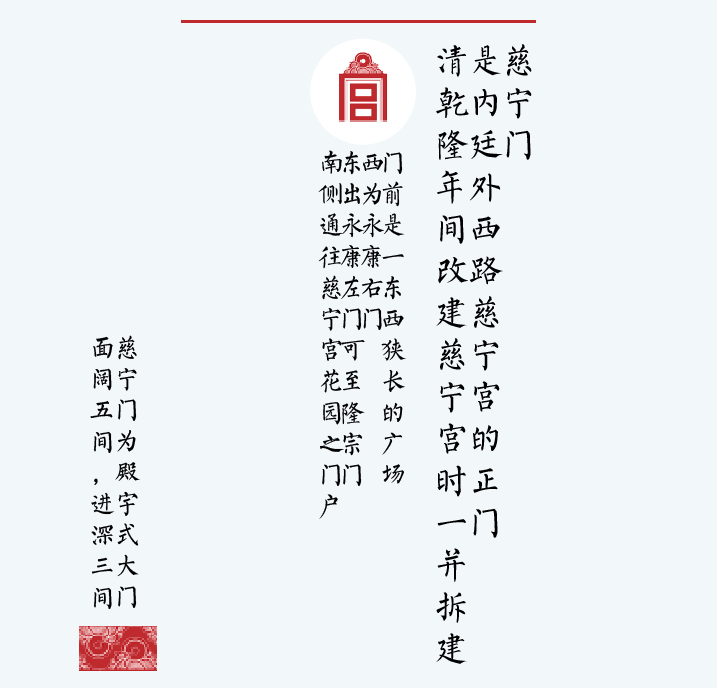 慈宁门
是内廷外西路慈宁宫的正门
清乾隆年间改建慈宁宫时一并拆建
门前是一东西狭长的广场
西为永康右门
东出永康左门可至隆宗门
南侧通往慈宁宫花园之门户
慈宁门为殿宇式大门
面阔五间，进深三间